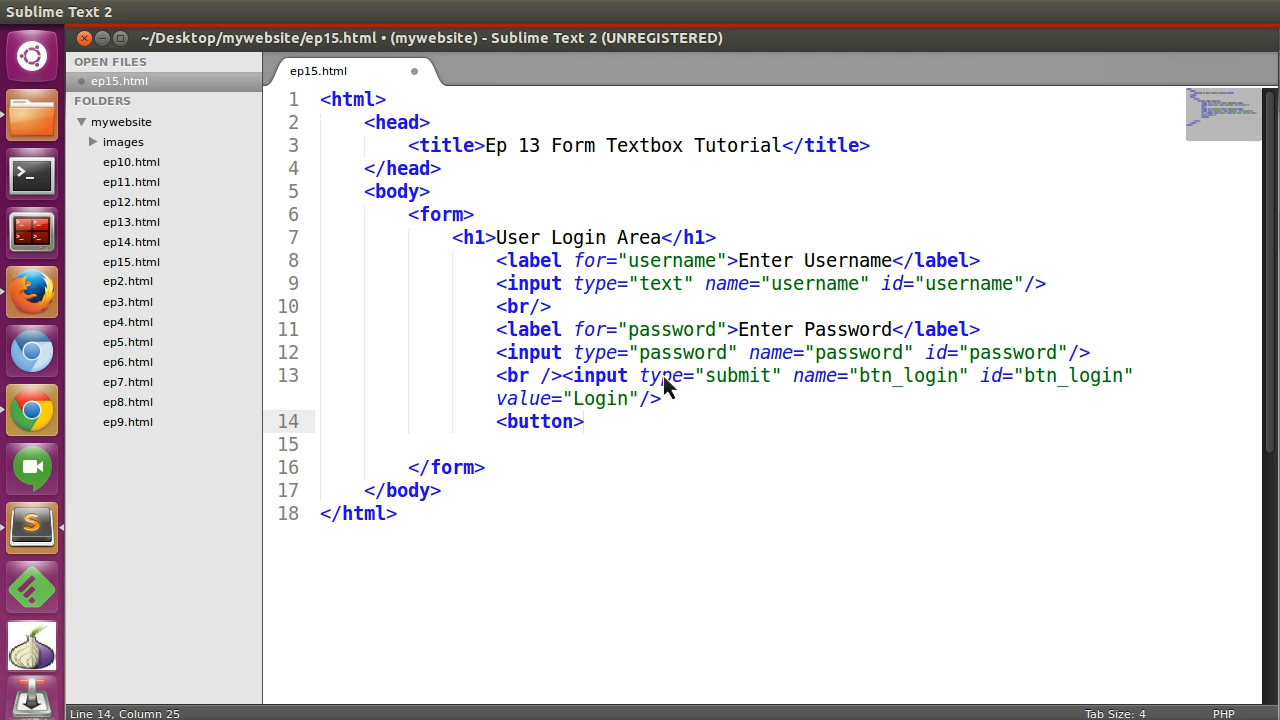 Sublime Text 2
~/Desktop/mywebsite/ep15.html • (mywebsite) - Sublime Text 2 (UNREGISTERED)
OPEN FILES
ep15.html
FOLDERS
mywebsite
images
ep10.html
ep11.html
ep12.html
ep13.html
ep14.html
ep15.html
ep2.html
ep3.html
ep4.html
ep5.html
ep6.html
ep7.html
ep8.html
ep9.html
ep15.html
1 <html>
2 <head>
3 <title>Ep 13 Form Textbox Tutorial</title>
4 </head>
5 <body>
6 <form>
7 <h1>User Login Area</h1>
8 <label for="username">Enter Username</label>
9 <input type="text" name="username" id="username"/>
10 <br/>
11 <label for="password">Enter Password</label>
12 <input type="password" name="password" id="password"/>
13 <br /><input type="submit" name="btn_login" id="btn_login"
value="Login"/>
14 <button>
15
16 </form>
17 </body>
18 </html>
Line 14, Column 25
Tab Size: 4
PHP